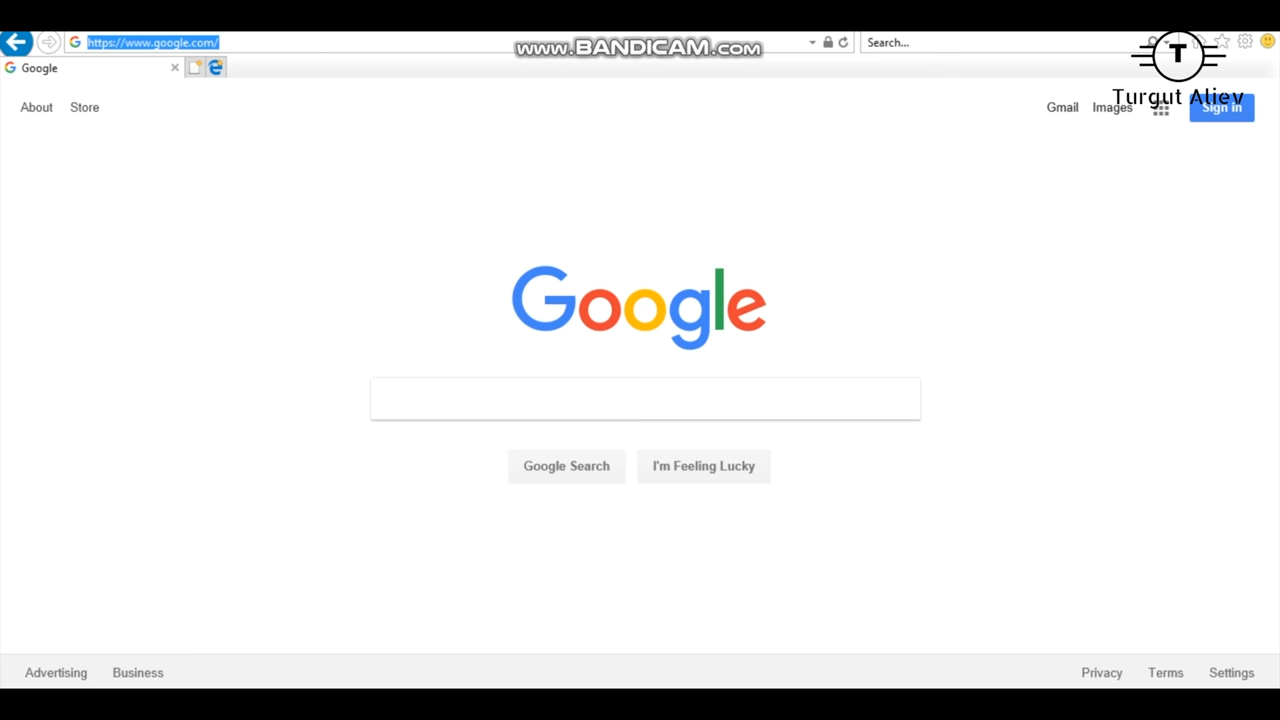 https://www.google.com/
www.BANDICAM.com
Search...
Google
T
Turgut Aliev
About
Store
Gmail
Images
Sign in
Google
Google Search
I'm Feeling Lucky
Advertising
Business
Privacy
Terms
Settings